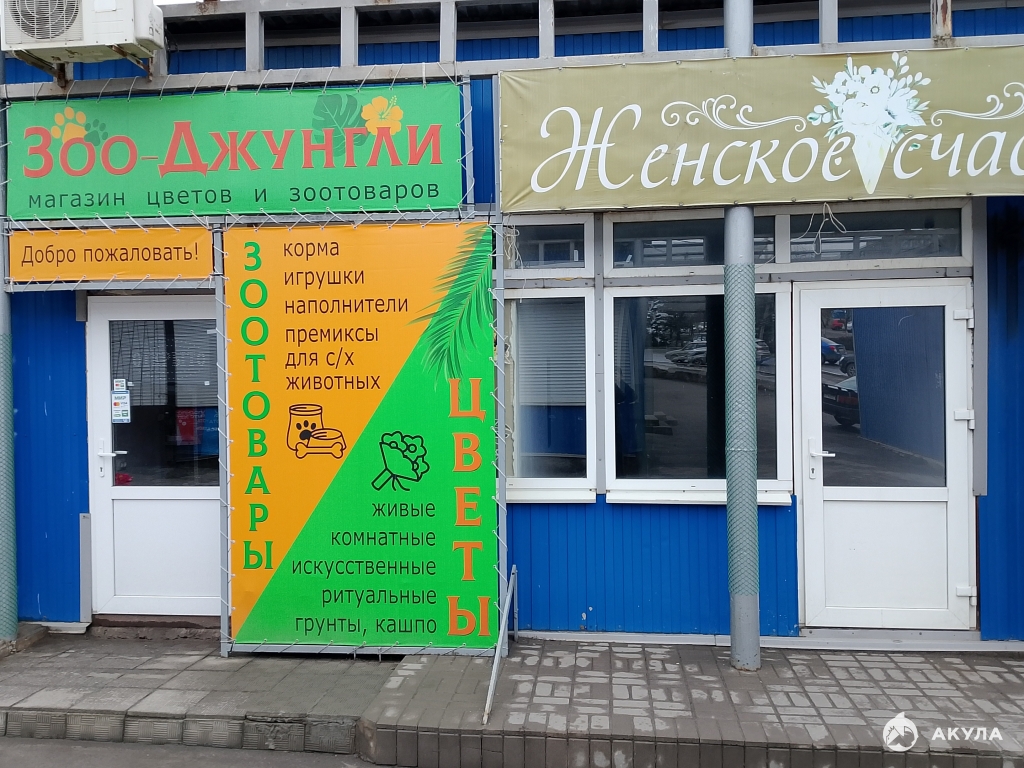 Зоо-Джунгли
магазин цветов и зоотоваров
Добро пожаловать!
ЗООТОВАРЫ
корма
игрушки
наполнители
премиксы
для с/х
животных
ЦВЕТЫ
живые
комнатные
искусственные
ритуальные
грунты, кашпо
Женское счас
МИР
АКУЛА